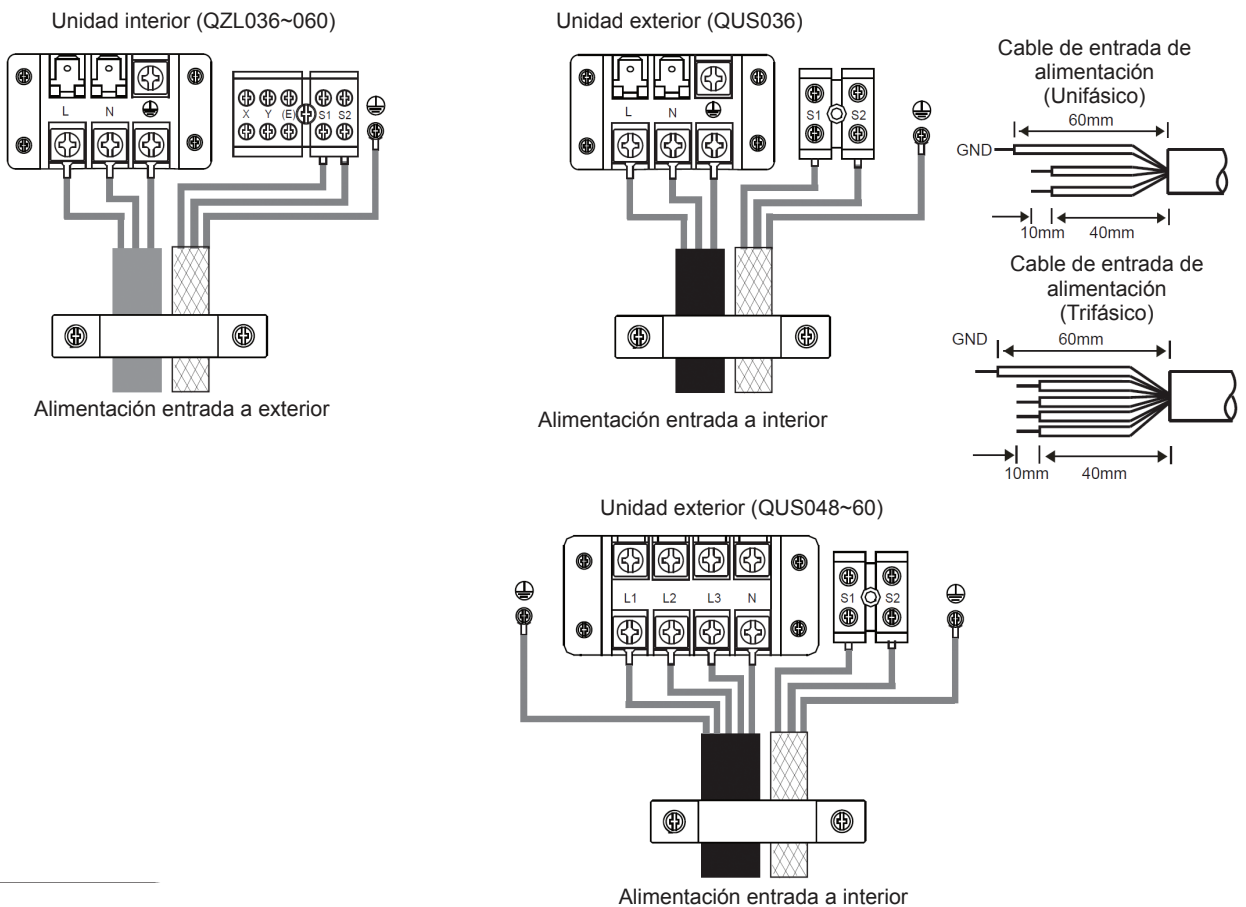 Unidad interior (QZL036~060)
L N
X Y (E) S1 S2
Alimentación entrada a exterior
Unidad exterior (QUS036)
L N
S1 S2
Alimentación entrada a interior
Cable de entrada de
alimentación
(Unifásico)
60mm
GND
10mm 40mm
Cable de entrada de
alimentación
(Trifásico)
GND 60mm
10mm 40mm
Unidad exterior (QUS048~60)
L1 L2 L3 N
S1 S2
Alimentación entrada a interior